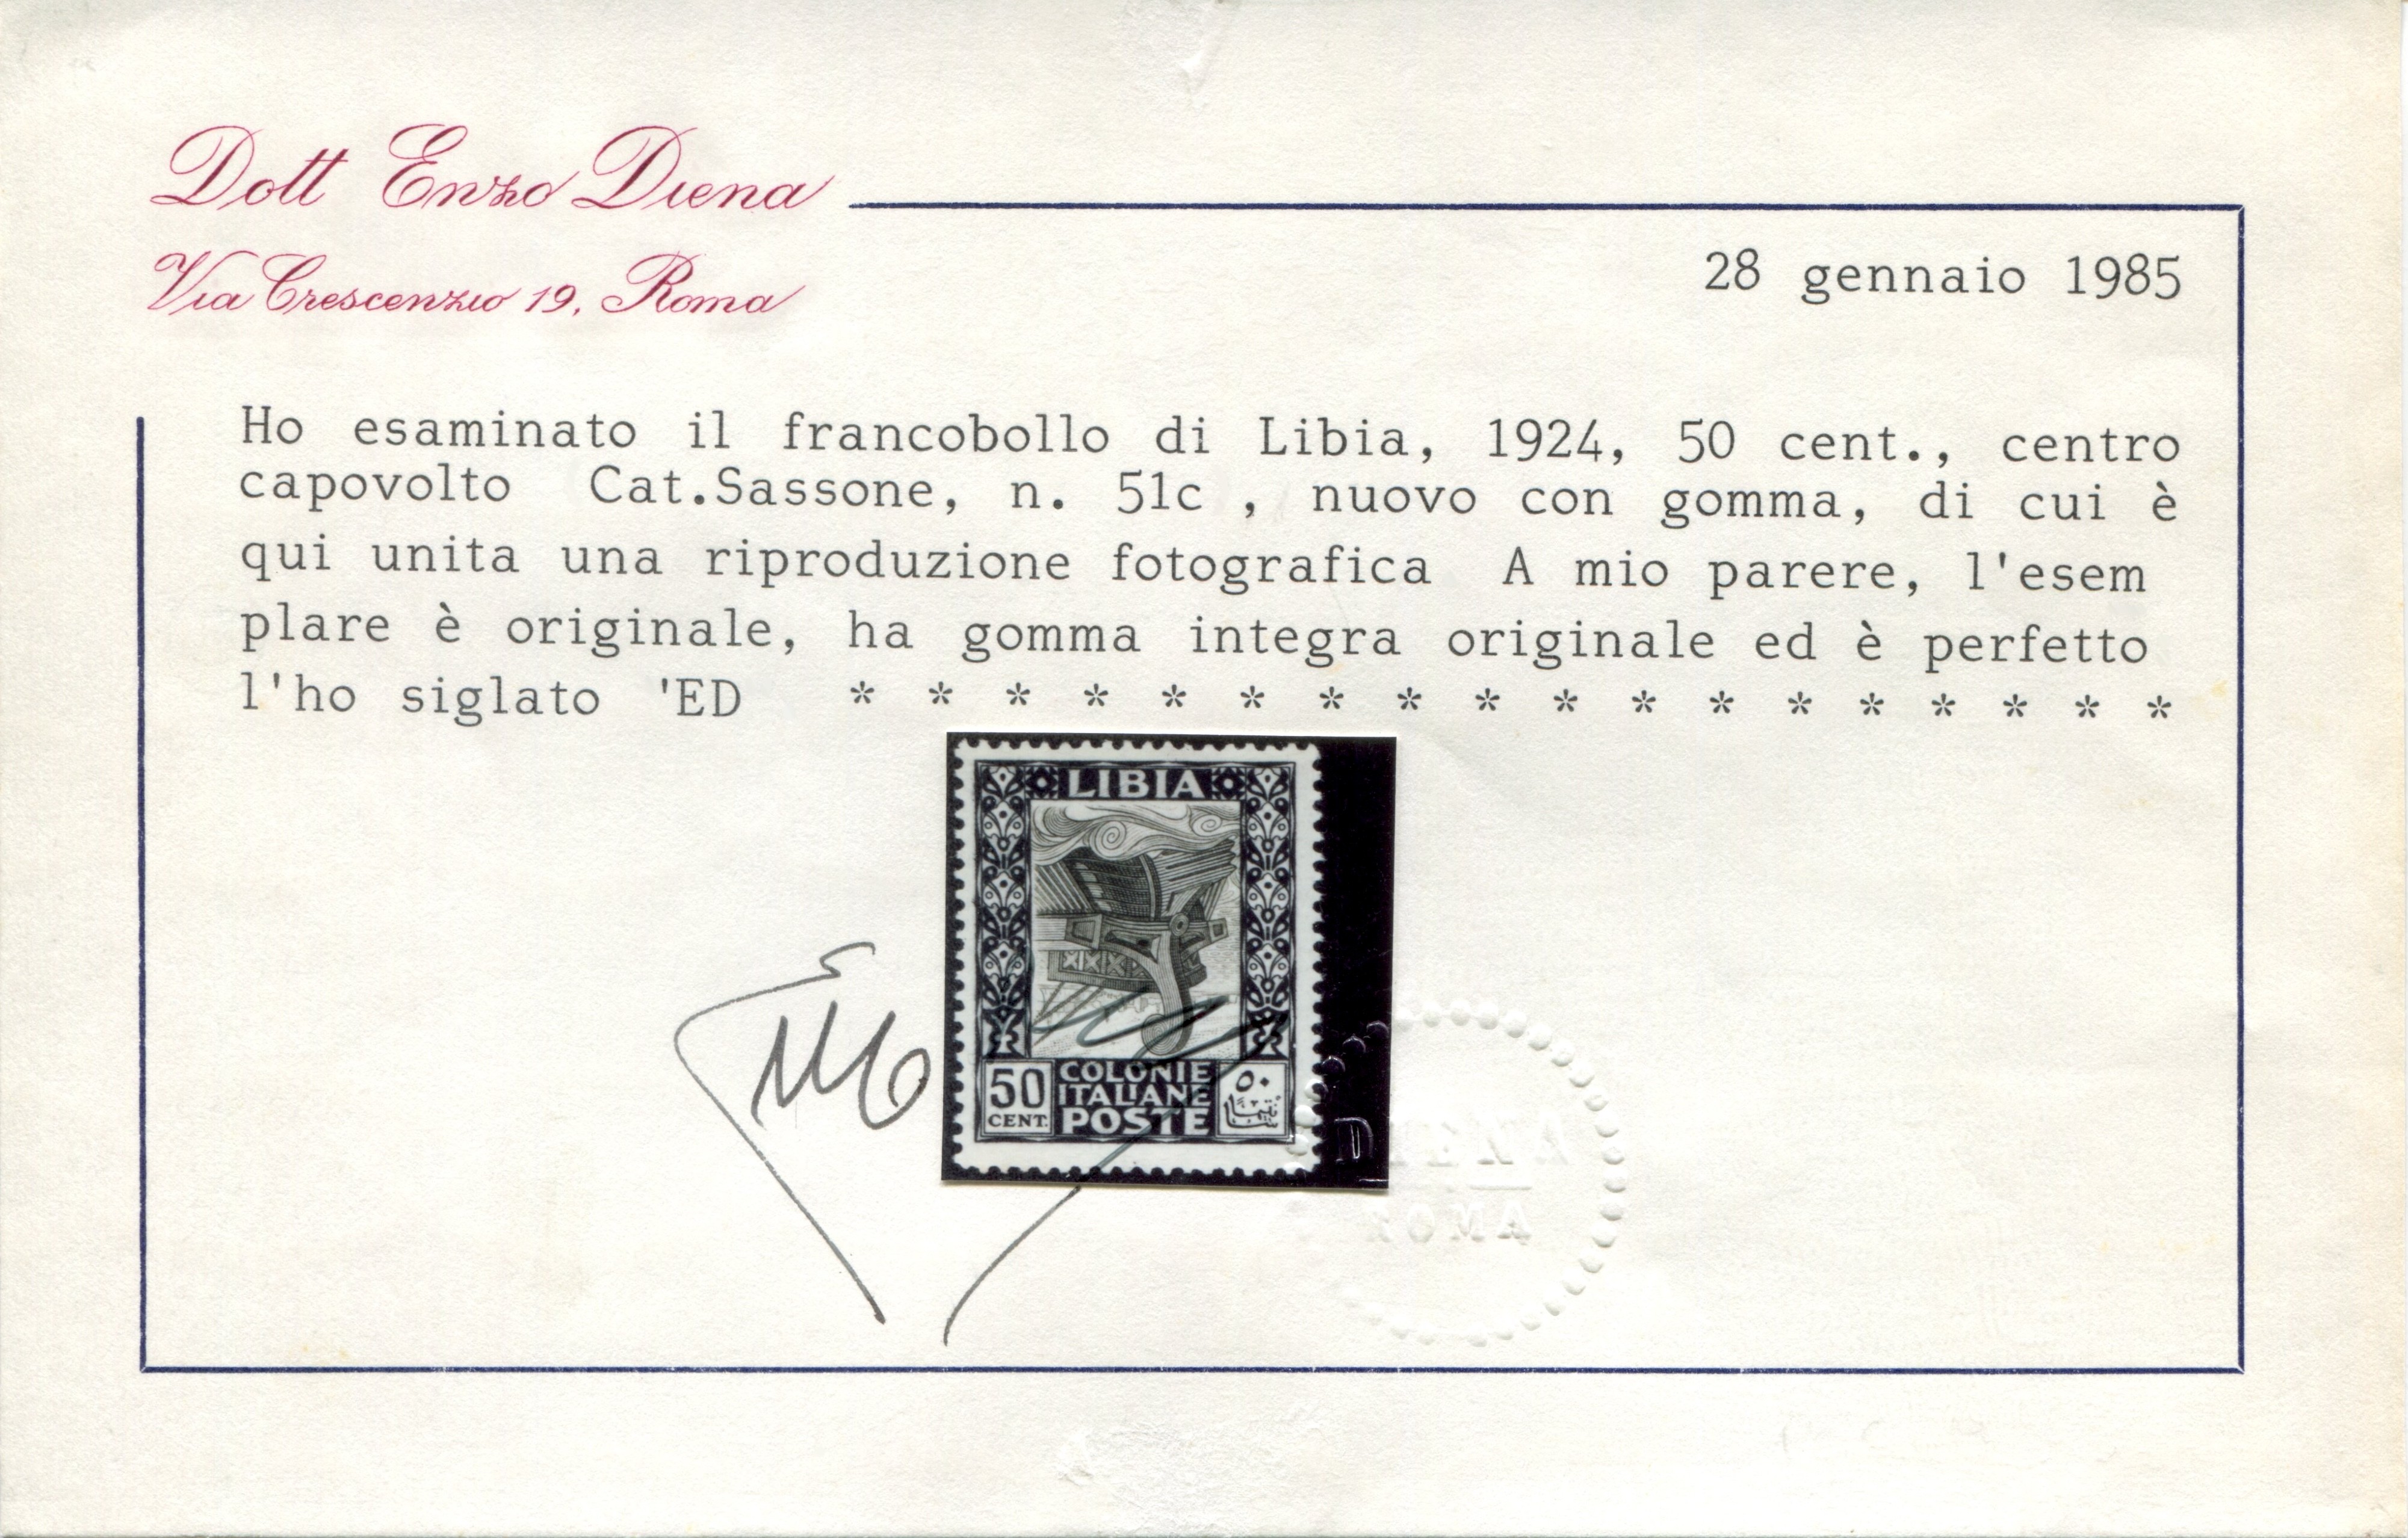 Dott Enzo Diena
Via Crescenzio 19, Roma
28 gennaio 1985
Ho esaminato il francobollo di Libia, 1924, 50 cent., centro
capovolto Cat.Sassone, n. 51c , nuovo con gomma, di cui è
qui unita una riproduzione fotografica A mio parere, l'esem
plare è originale, ha gomma integra originale ed è perfetto
l'ho siglato 'ED * * * * * * * * * * * * * * * * * *
LIBIA
50
CENT.
COLONIE
ITALIANE
POSTE
٥٠